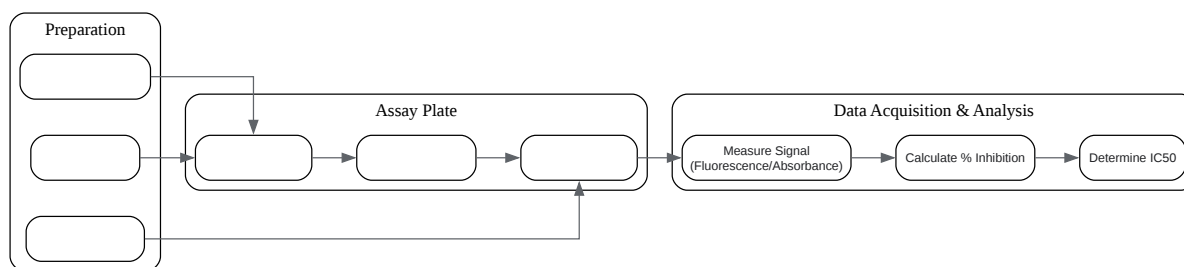 Preparation
Assay Plate
Data Acquisition & Analysis
Measure Signal
(Fluorescence/Absorbance)
Calculate % Inhibition
Determine IC50